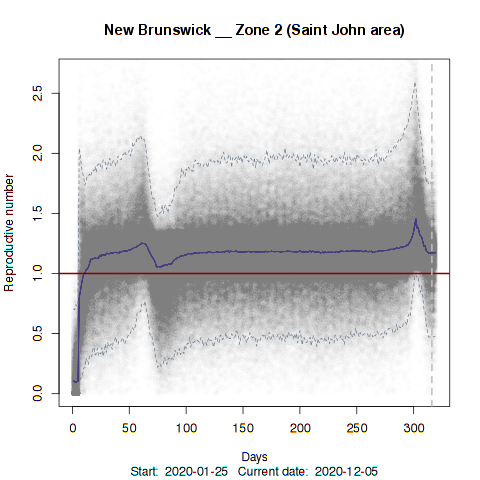 New Brunswick __ Zone 2 (Saint John area)
2.5
2.0
1.5
1.0
0.5
0.0
Reproductive number
0 50 100 150 200 250 300
Days
Start: 2020-01-25 Current date: 2020-12-05